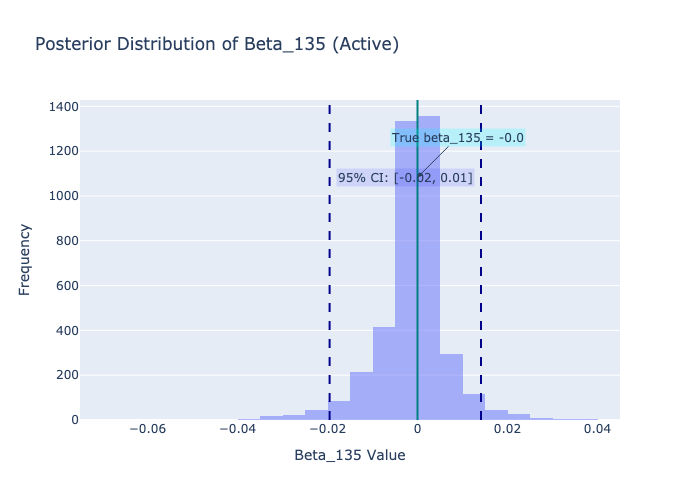 Posterior Distribution of Beta_135 (Active)
1400
1200
1000
800
600
400
200
0
Frequency
True beta_135 = -0.0
95% CI: [-0.02, 0.01]
−0.06
−0.04
−0.02
0
0.02
0.04
Beta_135 Value